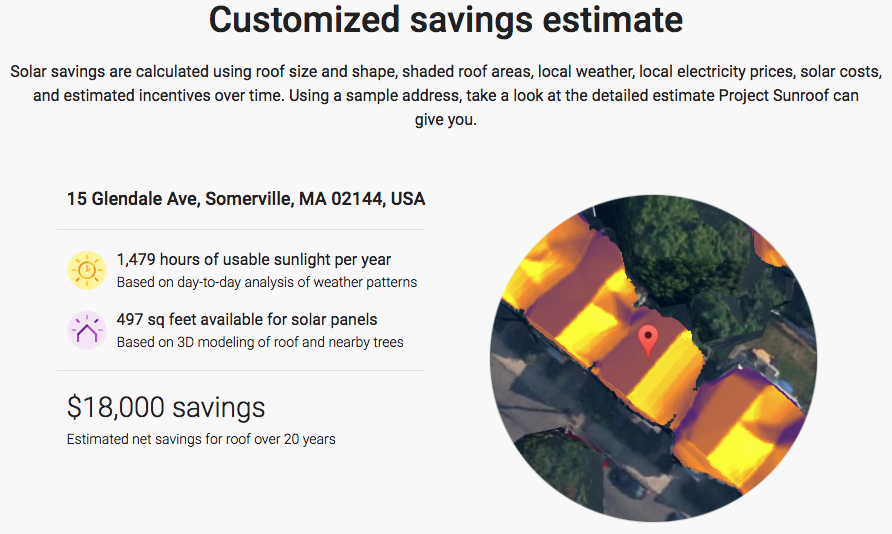 Customized savings estimate
Solar savings are calculated using roof size and shape, shaded roof areas, local weather, local electricity prices, solar costs,
and estimated incentives over time. Using a sample address, take a look at the detailed estimate Project Sunroof can
give you.
15 Glendale Ave, Somerville, MA 02144, USA
1,479 hours of usable sunlight per year
Based on day-to-day analysis of weather patterns
497 sq feet available for solar panels
Based on 3D modeling of roof and nearby trees
$18,000 savings
Estimated net savings for roof over 20 years